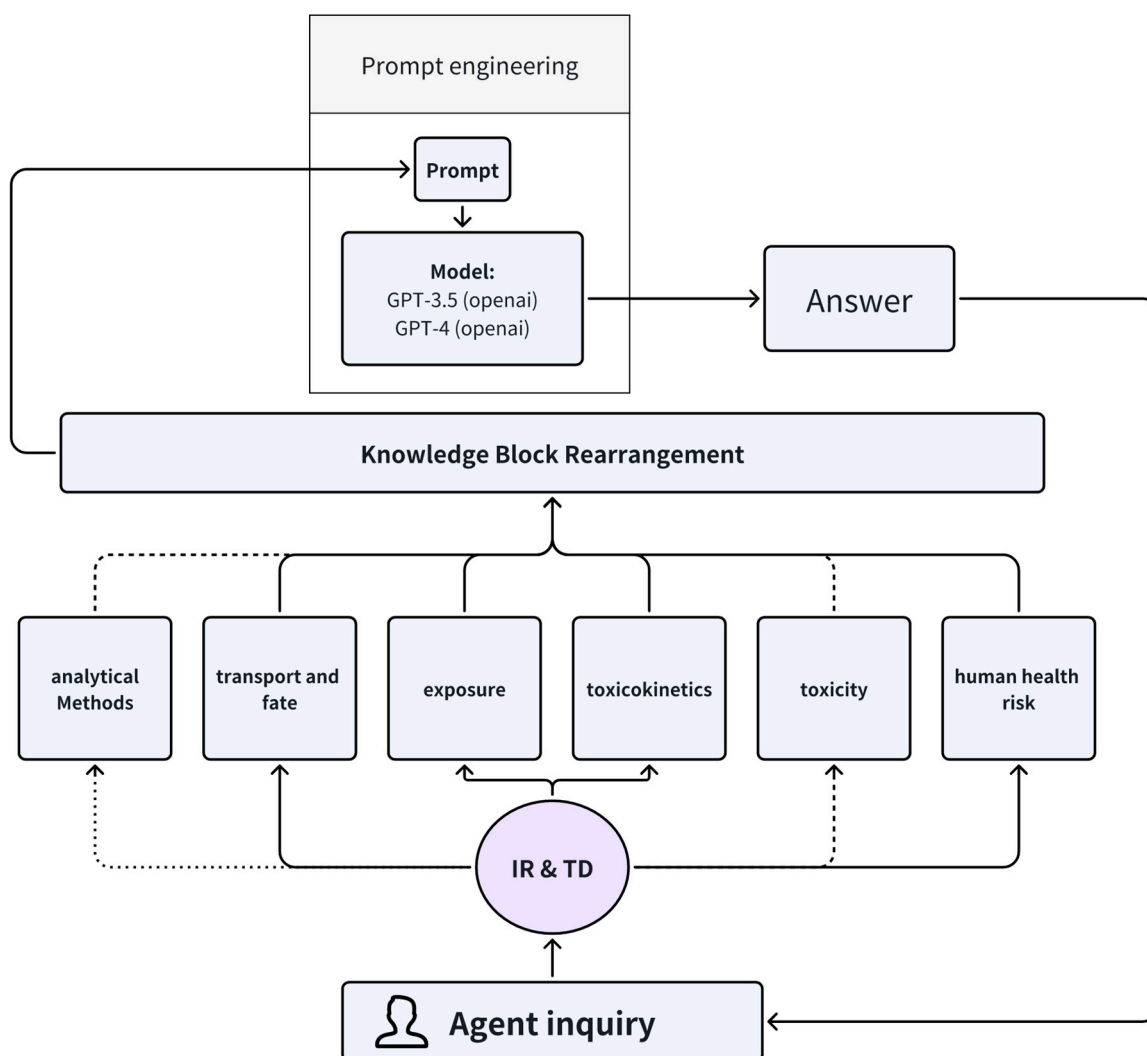 Prompt engineering
Prompt
Model:
GPT-3.5 (openai)
GPT-4 (openai)
Answer
Knowledge Block Rearrangement
analytical
Methods
transport and
fate
exposure
toxicokinetics
toxicity
human health
risk
IR & TD
Agent inquiry